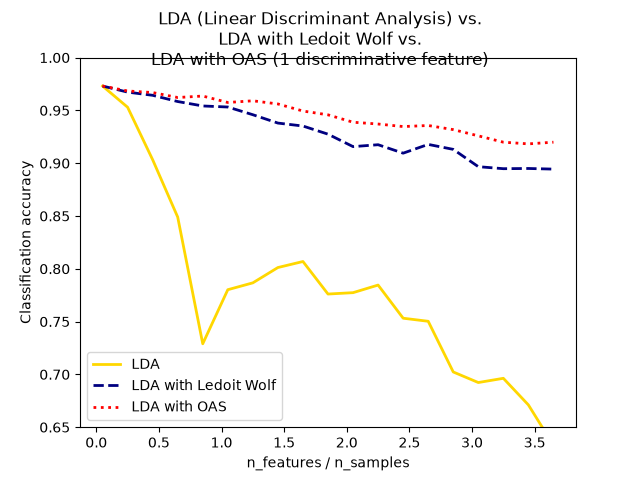 LDA (Linear Discriminant Analysis) vs.
LDA with Ledoit Wolf vs.
LDA with OAS (1 discriminative feature)
1.00
0.95
0.90
0.85
0.80
0.75
0.70
0.65
Classification accuracy
LDA
LDA with Ledoit Wolf
LDA with OAS
0.0 0.5 1.0 1.5 2.0 2.5 3.0 3.5
n_features / n_samples